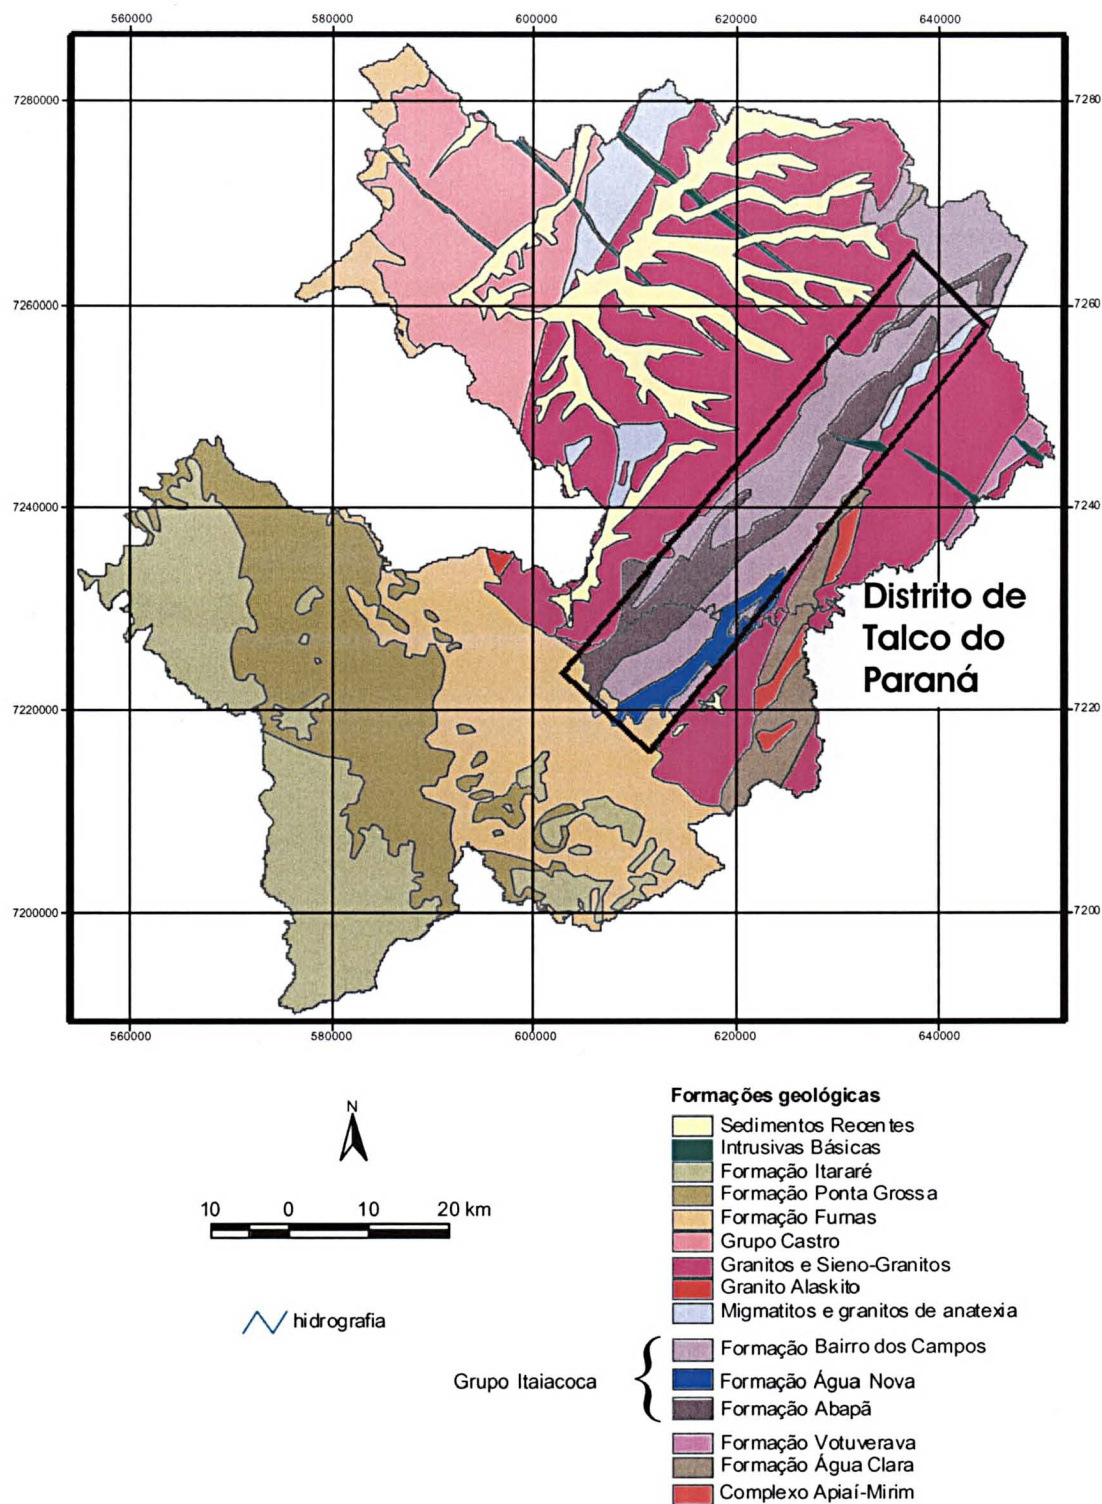 560000 580000 600000 620000 640000
7280000 7280
7260000 7260
7240000 7240
Distrito de
Talco do
Paraná
7220000 7220
7200000 7200
560000 580000 600000 620000 640000
Formações geológicas
Sedimentos Recentes
Intrusivas Básicas
Formação Itararé
Formação Ponta Grossa
Formação Furnas
Grupo Castro
Granitos e Sieno-Granitos
Granito Alaskito
Migmatitos e granitos de anatexia
Formação Bairro dos Campos
Formação Água Nova
Formação Abapã
Formação Votuverava
Formação Água Clara
Complexo Apiaí-Mirim
N
10 0 10 20 km
hidrografia
Grupo Itaiacoca